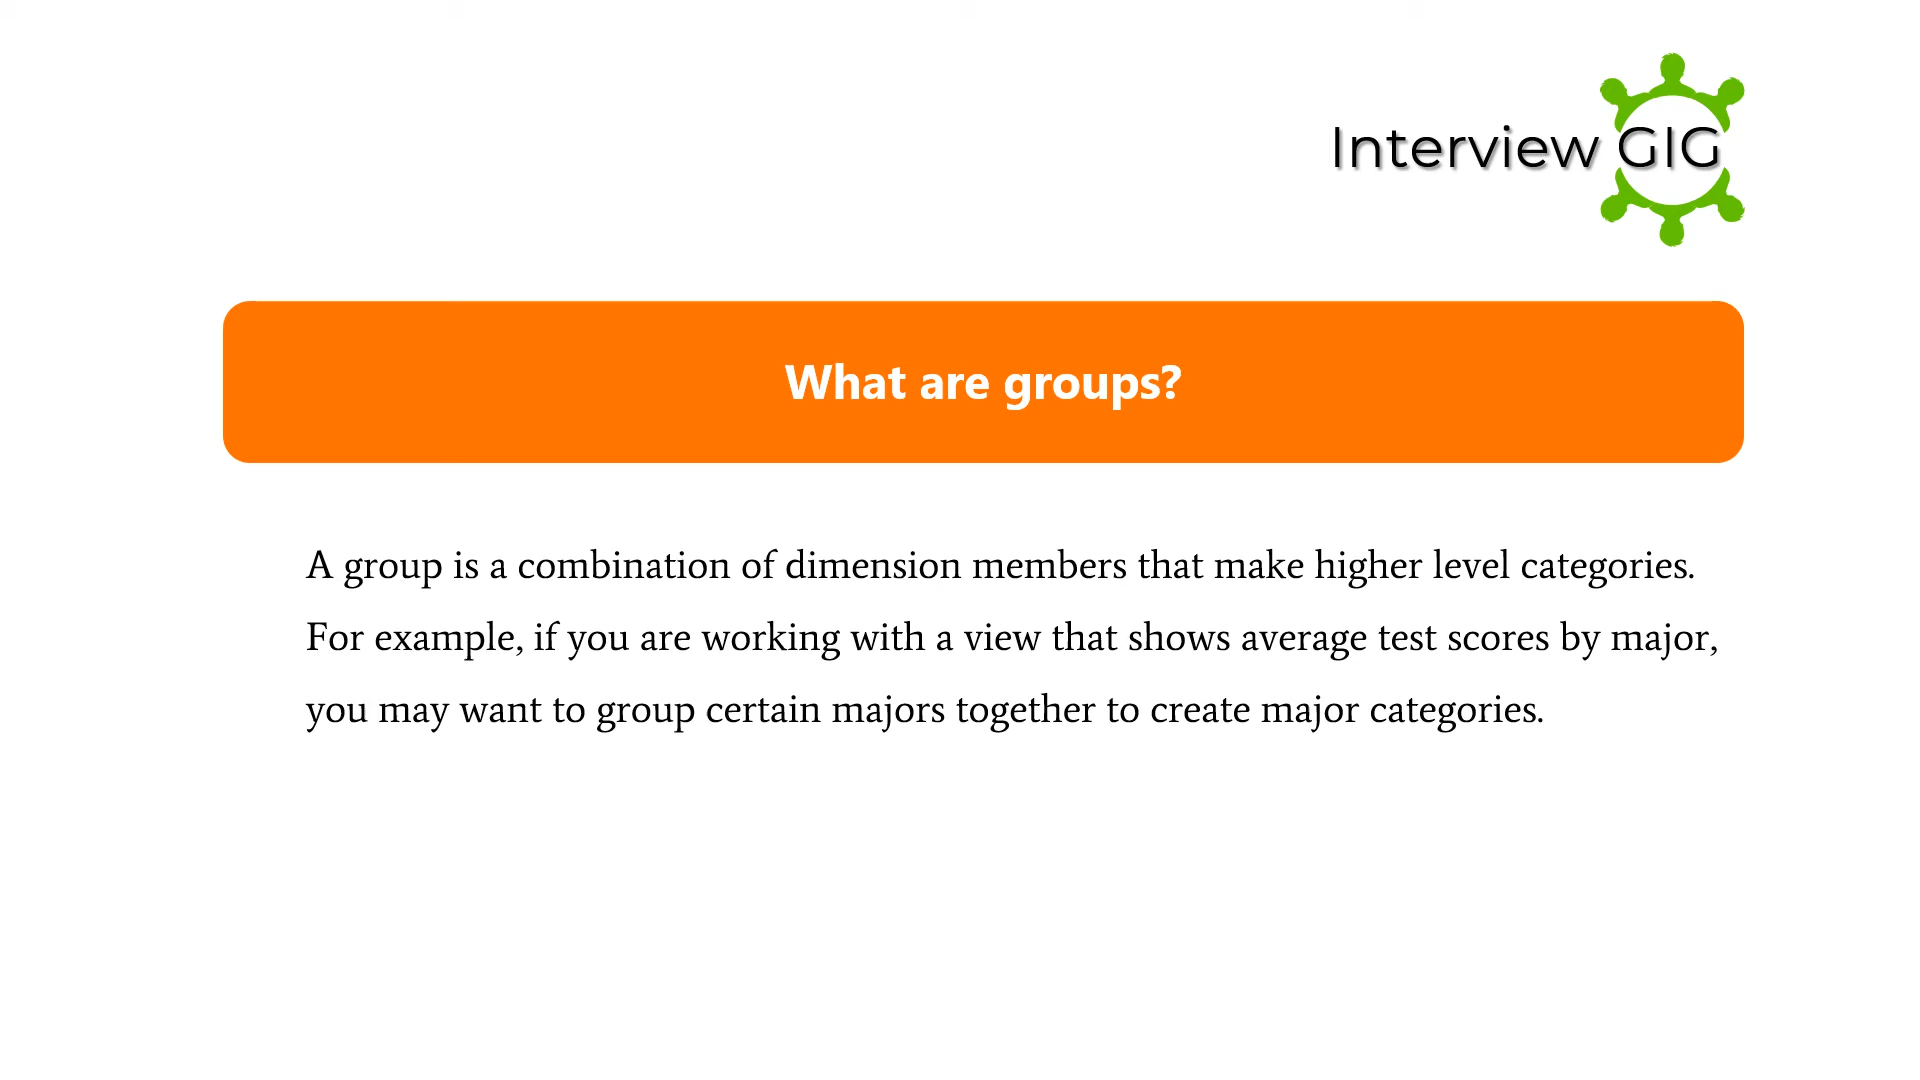 Interview GIG
What are groups?
A group is a combination of dimension members that make higher level categories.
For example, if you are working with a view that shows average test scores by major,
you may want to group certain majors together to create major categories.